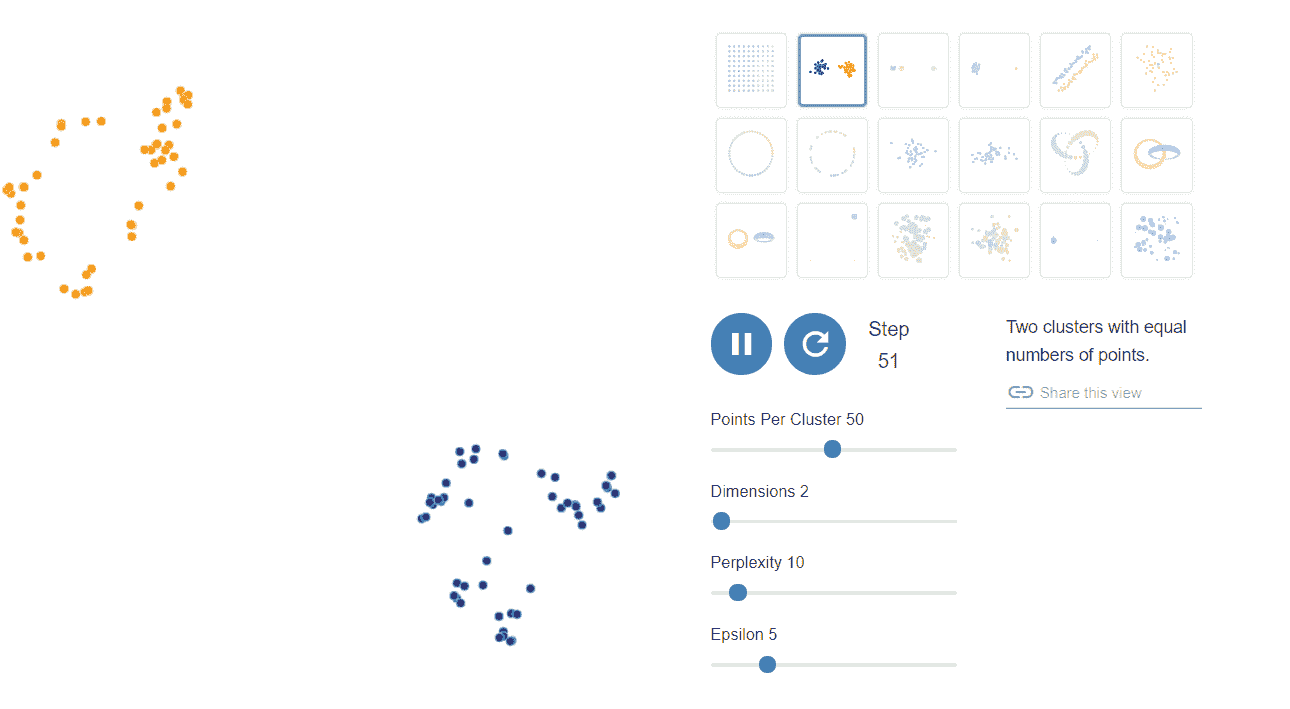 Step
51
Two clusters with equal
numbers of points.
Share this view
Points Per Cluster 50
Dimensions 2
Perplexity 10
Epsilon 5